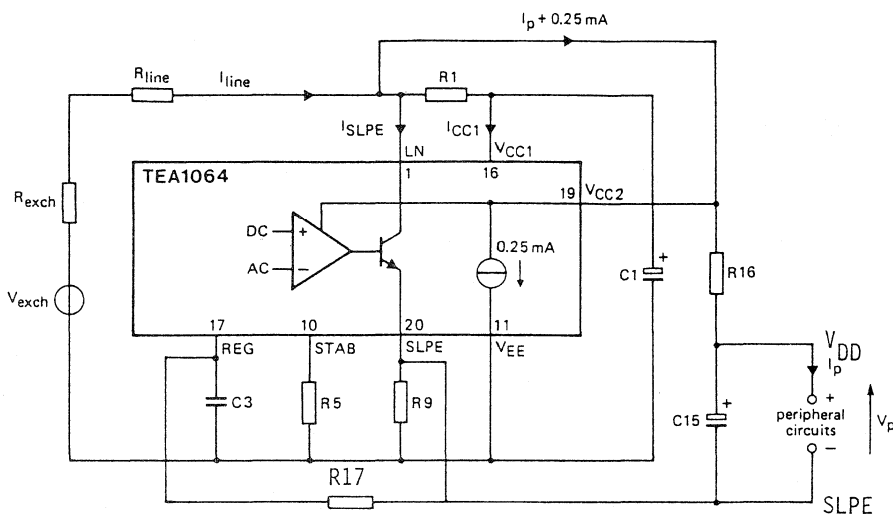 Ip + 0.25 mA
Rline
Iline
R1
ISLPE
ICC1
LN
VCC1
TEA1064
1
16
19
VCC2
Rexch
DC
+
AC
−
0.25 mA
+
C1
R16
Vexch
17
10
20
11
REG
STAB
SLPE
VEE
VDD
Ip
C3
R5
R9
+
C15
+
peripheral
circuits
−
Vp
R17
SLPE